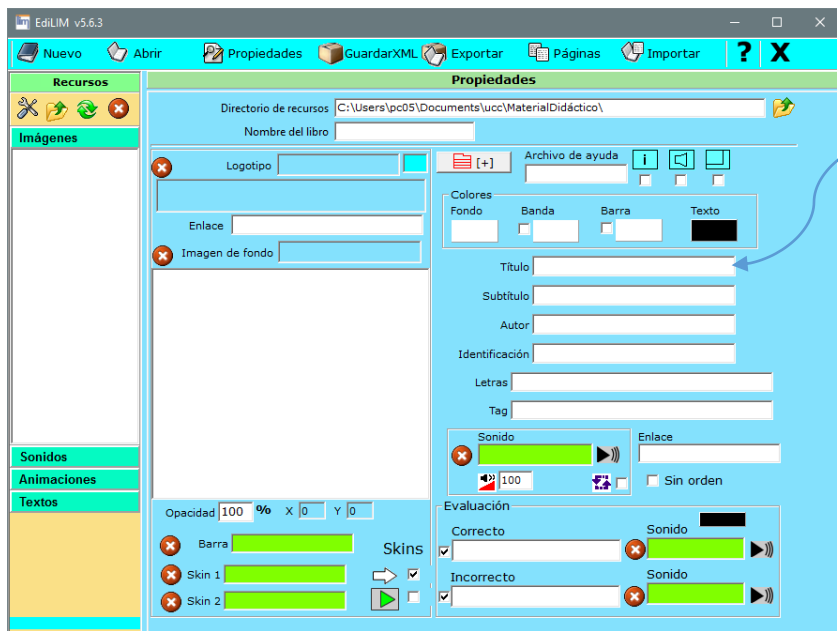 EdiLIM v5.6.3
Nuevo Abrir Propiedades GuardarXML Exportar Páginas Importar ? X
Recursos
Propiedades
Directorio de recursos C:\Users\pc05\Documents\ucc\MaterialDidáctico\
Nombre del libro
Imágenes
Sonidos
Animaciones
Textos
Logotipo
Enlace
Imagen de fondo
Opacidad 100 % X 0 Y 0
Barra
Skins
Skin 1
Skin 2
[+] Archivo de ayuda i
Colores
Fondo Banda Barra Texto
Título
Subtítulo
Autor
Identificación
Letras
Tag
Sonido
100
Enlace
Sin orden
Evaluación
Correcto Sonido
Incorrecto Sonido